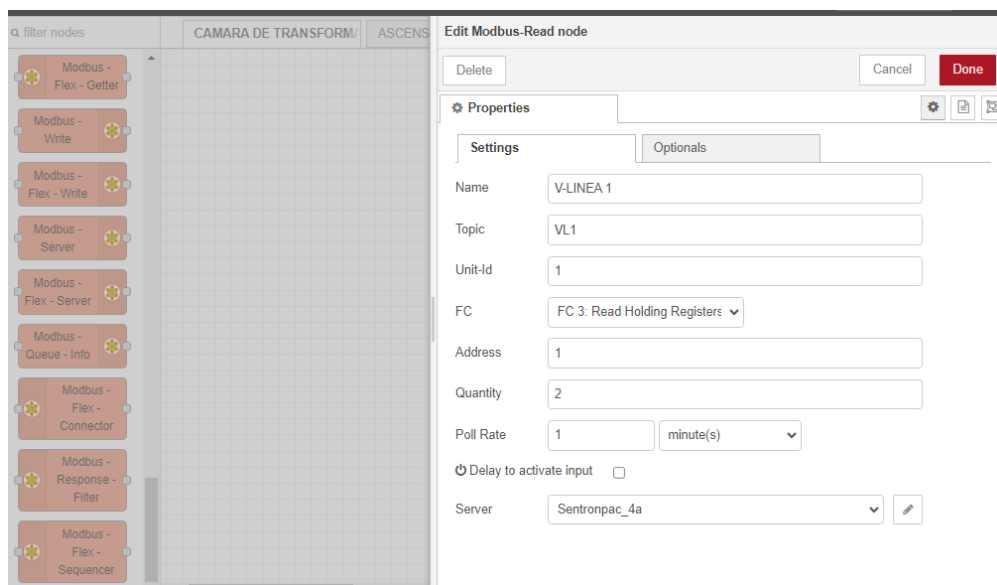 filter nodes
CAMARA DE TRANSFORM
ASCENS
Edit Modbus-Read node
Modbus -
Flex - Getter
Modbus -
Write
Modbus -
Flex - Write
Modbus -
Server
Modbus -
Flex - Server
Modbus -
Queue - Info
Modbus -
Flex -
Connector
Modbus -
Response -
Filter
Modbus -
Flex -
Sequencer
Delete
Cancel
Done
Properties
Settings
Optionals
Name
V-LINEA 1
Topic
VL1
Unit-Id
1
FC
FC 3: Read Holding Registers
Address
1
Quantity
2
Poll Rate
1
minute(s)
Delay to activate input
Server
Sentronpac_4a